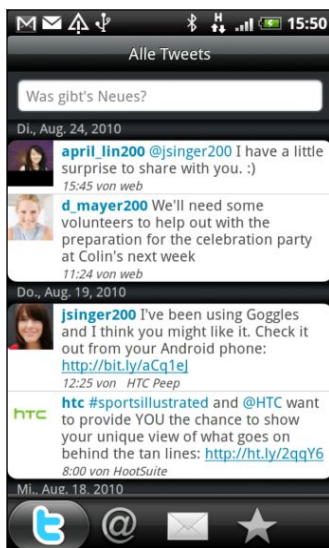 H
15:50
Alle Tweets
Was gibt's Neues?
Di., Aug. 24, 2010
april_lin200 @jsinger200 I have a little
surprise to share with you. :)
15:45 von web
d_mayer200 We'll need some
volunteers to help out with the
preparation for the celebration party
at Colin's next week
11:24 von web
Do., Aug. 19, 2010
jsinger200 I've been using Goggles
and I think you might like it. Check it
out from your Android phone:
http://bit.ly/aCq1eJ
12:25 von HTC Peep
hTC
htc #sportsillustrated and @HTC want
to provide YOU the chance to show
your unique view of what goes on
behind the tan lines: http://ht.ly/2qqY6
8:00 von HootSuite
Mi., Aug. 18, 2010
@